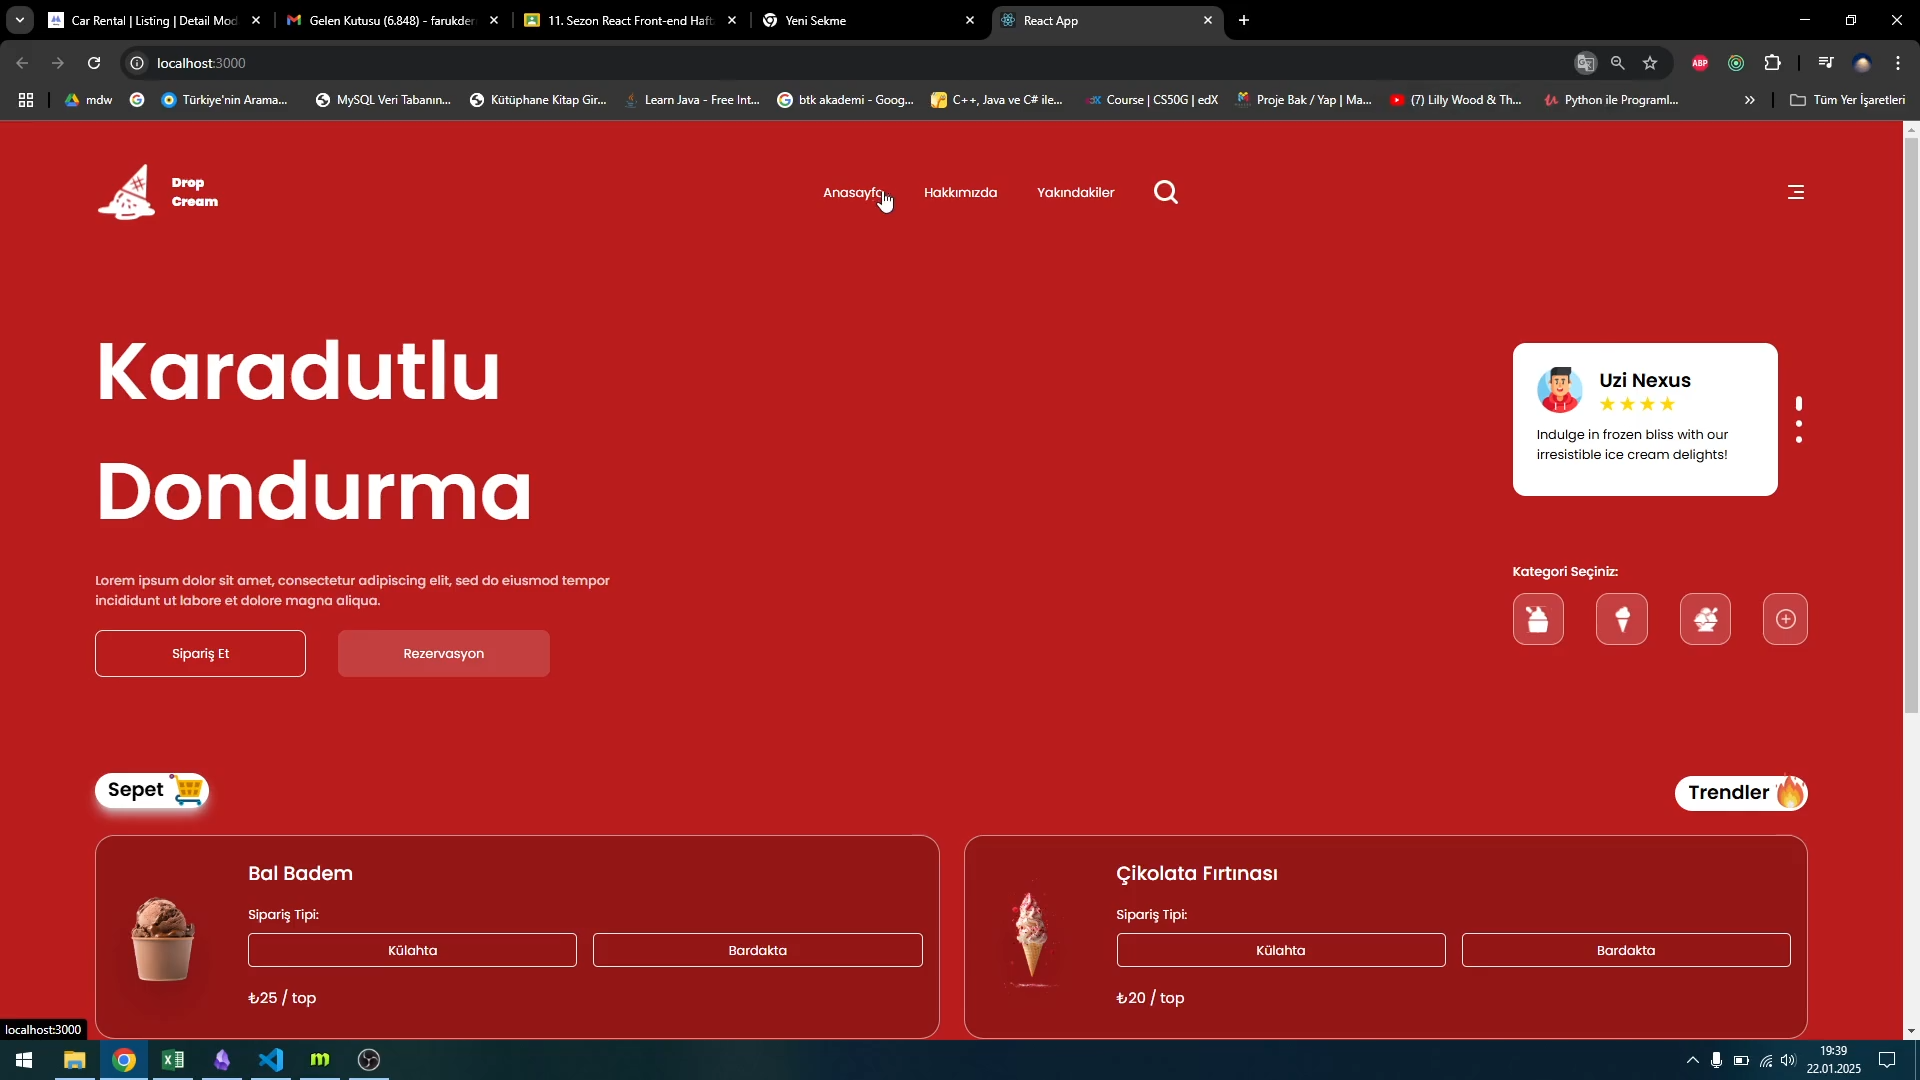 Car Rental | Listing | Detail Mod
Gelen Kutusu (6.848) - farukder
11. Sezon React Front-end Haft
Yeni Sekme
React App
localhost:3000
ABP
mdw
Türkiye'nin Arama...
MySQL Veri Tabanın...
Kütüphane Kitap Gir...
Learn Java - Free Int...
btk akademi - Goog...
C++, Java ve C# ile...
Course | CS50G | edX
Proje Bak / Yap | Ma...
(7) Lilly Wood & Th...
Python ile Programl...
Tüm Yer İşaretleri
Drop
Cream
Anasayfa
Hakkımızda
Yakındakiler
Karadutlu
Dondurma
Uzi Nexus
Indulge in frozen bliss with our
irresistible ice cream delights!
Lorem ipsum dolor sit amet, consectetur adipiscing elit, sed do eiusmod tempor
incididunt ut labore et dolore magna aliqua.
Kategori Seçiniz:
Sipariş Et
Rezervasyon
Sepet
Trendler
Bal Badem
Sipariş Tipi:
Külahta
Bardakta
₺25 / top
Çikolata Fırtınası
Sipariş Tipi:
Külahta
Bardakta
₺20 / top
localhost:3000
19:39
22.01.2025